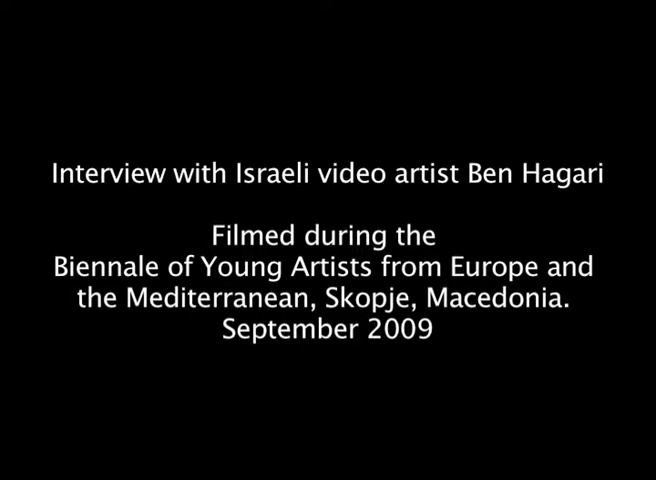 Interview with Israeli video artist Ben Hagari
Filmed during the
Biennale of Young Artists from Europe and
the Mediterranean, Skopje, Macedonia.
September 2009